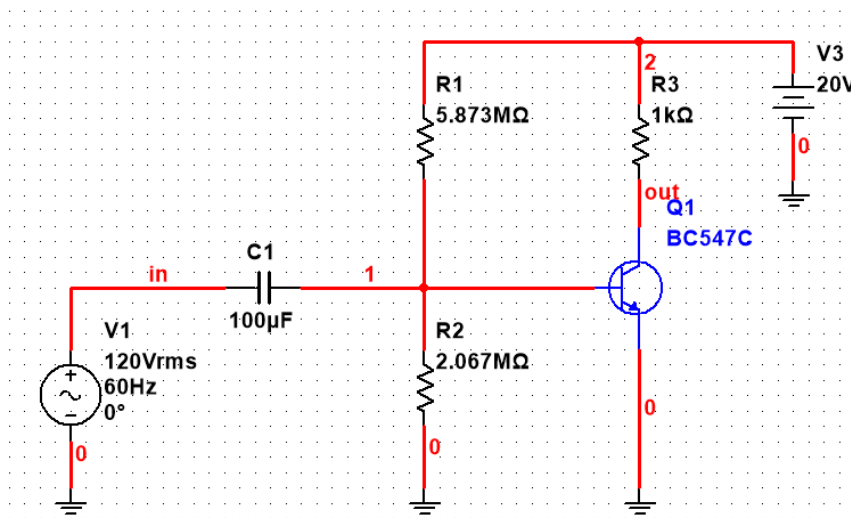 V3
20V
2
R1
5.873MΩ
R3
1kΩ
0
out
Q1
BC547C
C1
in
1
100µF
V1
120Vrms
60Hz
0°
R2
2.067MΩ
+
~
−
0
0
0